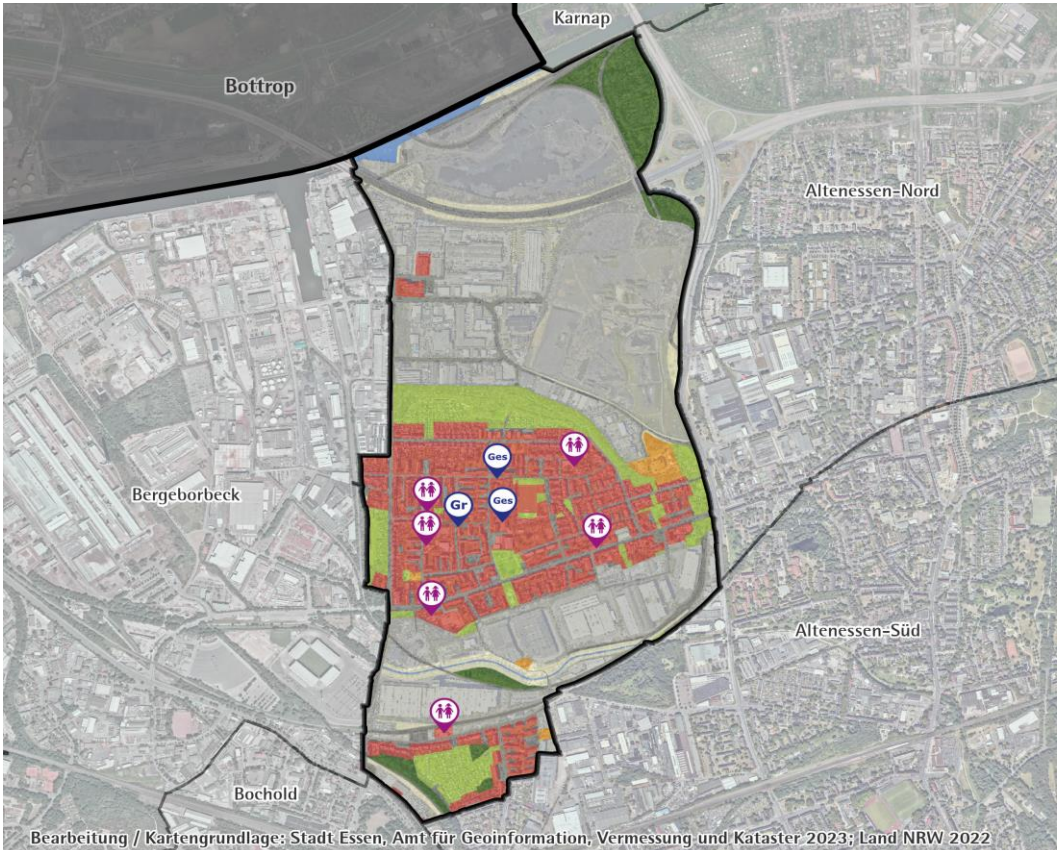 Karnap
Bottrop
Altenessen-Nord
Ges
Gr
Ges
Bergeborbeck
Altenessen-Süd
Bochold
Bearbeitung / Kartengrundlage: Stadt Essen, Amt für Geoinformation, Vermessung und Kataster 2023; Land NRW 2022